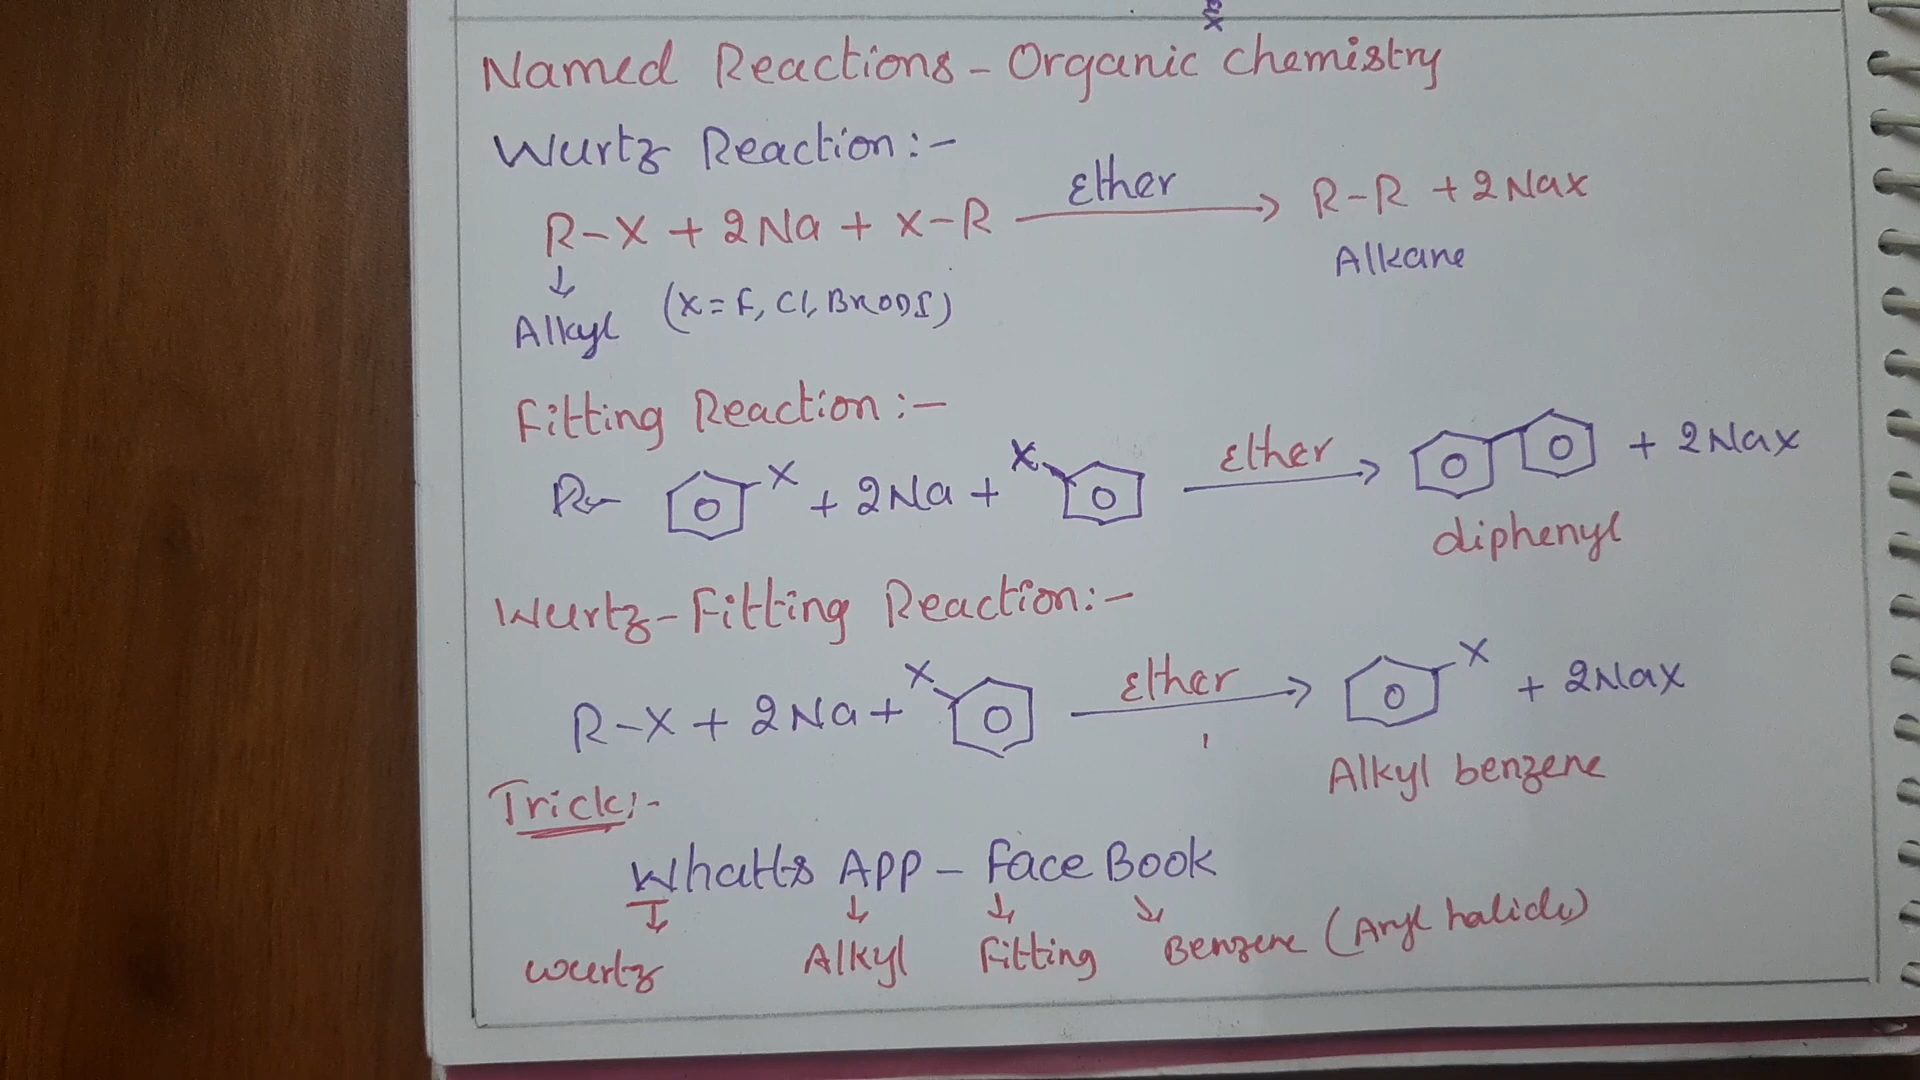 Named Reactions - Organic chemistry
Wurtz Reaction :-
R-X + 2Na + X-R Ether → R-R + 2Nax
↓ Alkane
Alkyl (X = F, Cl, Br or I)
Fitting Reaction :-
X + 2Na + X Ether → + 2Nax
diphenyl
Wurtz-Fitting Reaction :-
R-X + 2Na + X Ether → X + 2Nax
Alkyl benzene
Trick :-
Whatts APP - Face Book
↓ ↓ ↓ ↓
wurtz Alkyl Fitting Benzene (Aryl halide)